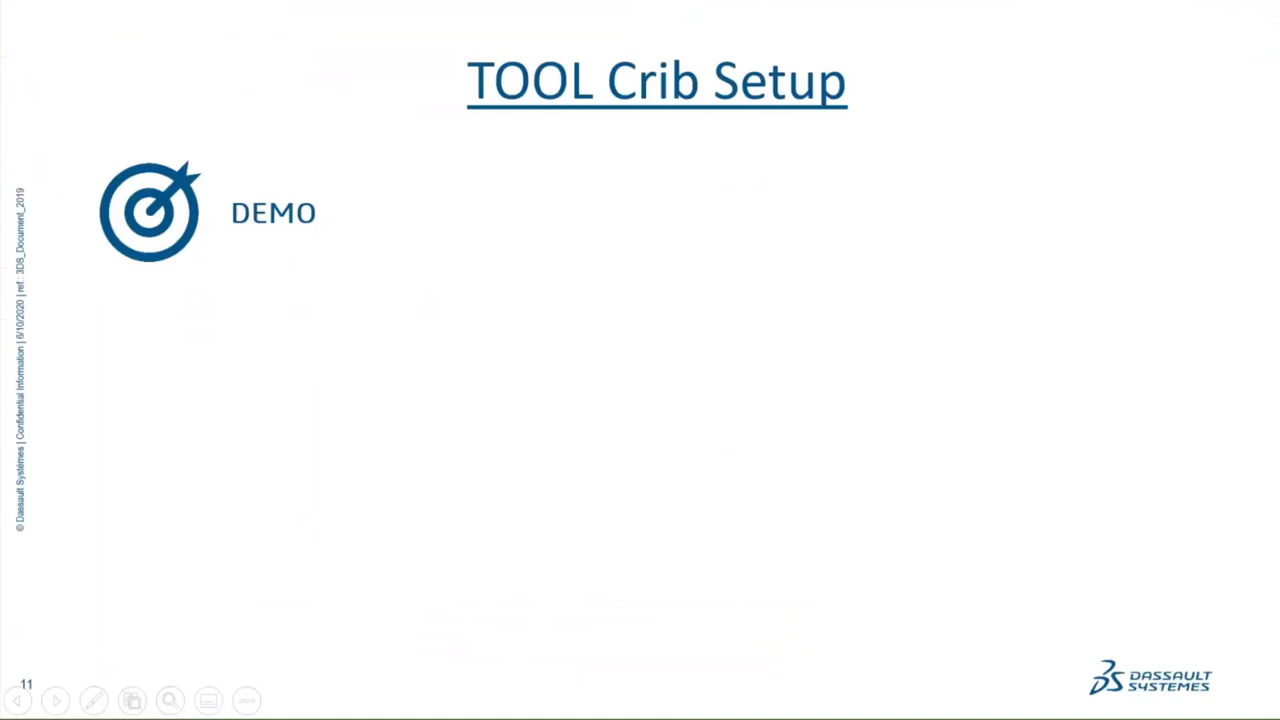 TOOL Crib Setup
DEMO
© Dassault Systèmes | Confidential Information | 6/10/2020 | ref.: 3DS_Document_2019
11
DASSAULT
SYSTEMES